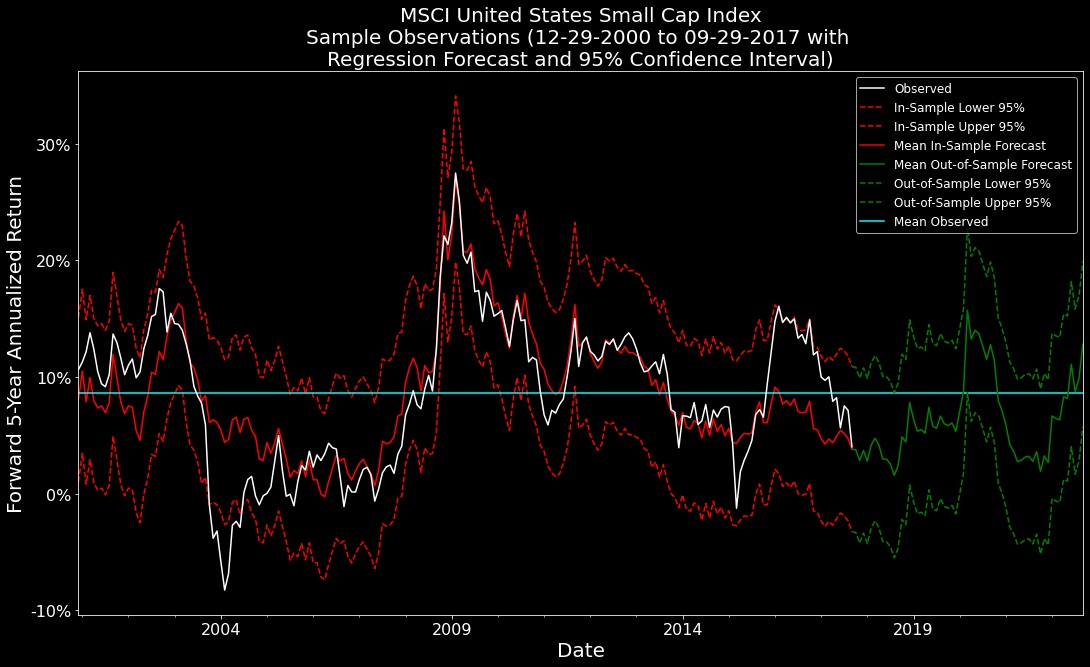 MSCI United States Small Cap Index
Sample Observations (12-29-2000 to 09-29-2017 with
Regression Forecast and 95% Confidence Interval)
Observed
In-Sample Lower 95%
In-Sample Upper 95%
Mean In-Sample Forecast
Mean Out-of-Sample Forecast
Out-of-Sample Lower 95%
Out-of-Sample Upper 95%
Mean Observed
Forward 5-Year Annualized Return
30%
20%
10%
0%
-10%
2004
2009
2014
2019
Date